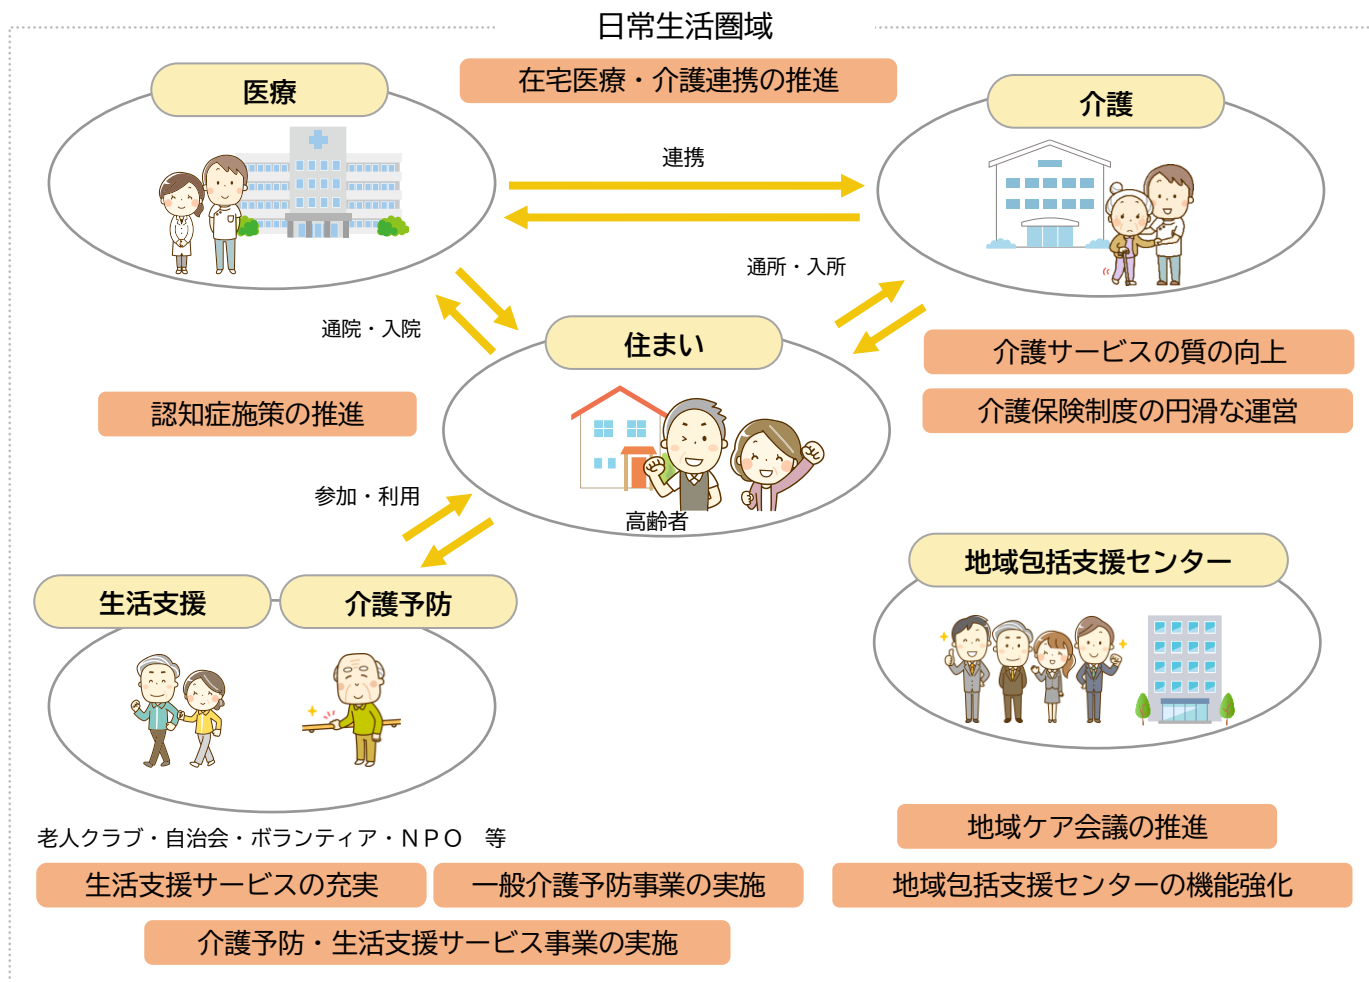 日常生活圏域
在宅医療・介護連携の推進
医療
介護
連携
通所・入所
通院・入院
住まい
介護サービスの質の向上
介護保険制度の円滑な運営
認知症施策の推進
参加・利用
高齢者
地域包括支援センター
生活支援
介護予防
老人クラブ・自治会・ボランティア・ＮＰＯ　等
地域ケア会議の推進
生活支援サービスの充実
一般介護予防事業の実施
地域包括支援センターの機能強化
介護予防・生活支援サービス事業の実施